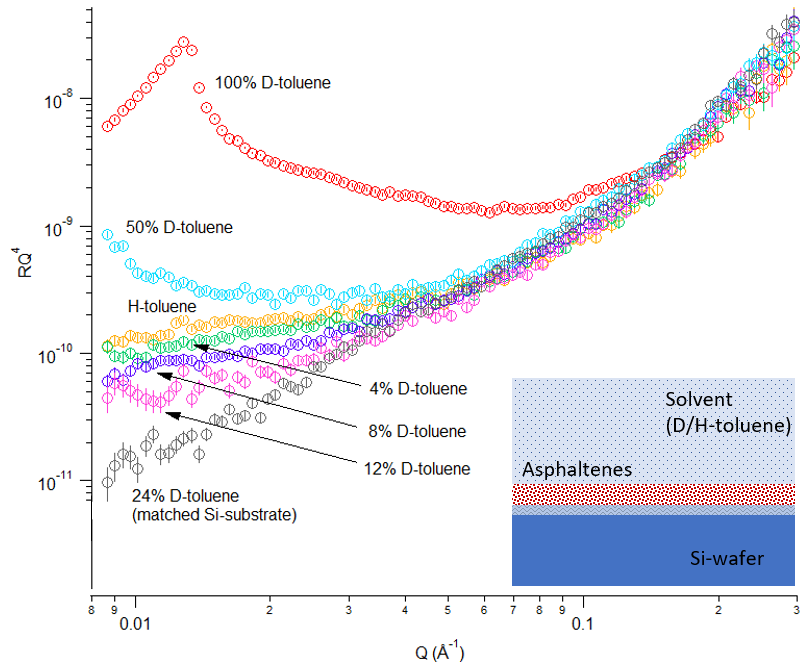 RQ⁴
10⁻⁸
10⁻⁹
10⁻¹⁰
10⁻¹¹
100% D-toluene
50% D-toluene
H-toluene
4% D-toluene
8% D-toluene
12% D-toluene
24% D-toluene
(matched Si-substrate)
Solvent
(D/H-toluene)
Asphaltenes
Si-wafer
8 9 2 3 4 5 6 7 8 9 2 3
0.01 0.1
Q (Å⁻¹)